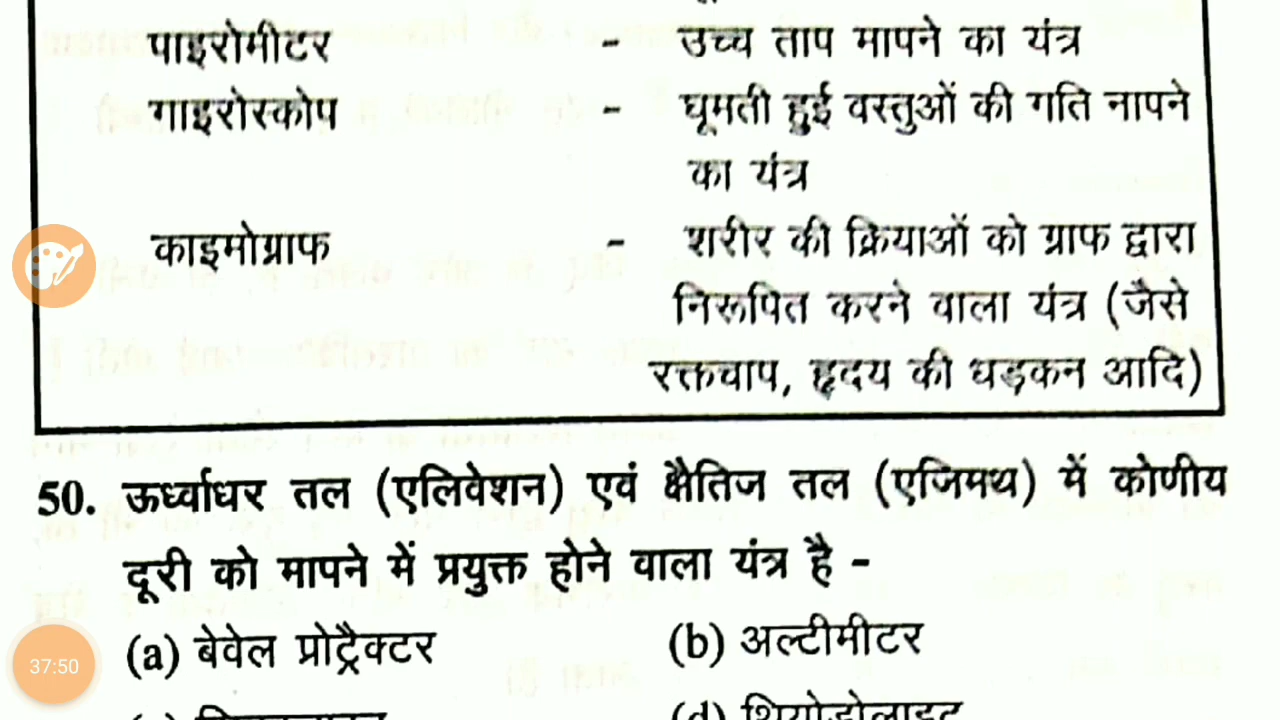 पाइरोमीटर - उच्च ताप मापने का यंत्र
गाइरोस्कोप - घूमती हुई वस्तुओं की गति नापने
का यंत्र
काइमोग्राफ - शरीर की क्रियाओं को ग्राफ द्वारा
निरूपित करने वाला यंत्र (जैसे
रक्तचाप, हृदय की धड़कन आदि)
50. ऊर्ध्वाधर तल (एलिवेशन) एवं क्षैतिज तल (एजिमथ) में कोणीय
दूरी को मापने में प्रयुक्त होने वाला यंत्र है -
(a) बेवेल प्रोट्रैक्टर (b) अल्टीमीटर
(d) थियोडोलाइट
37:50